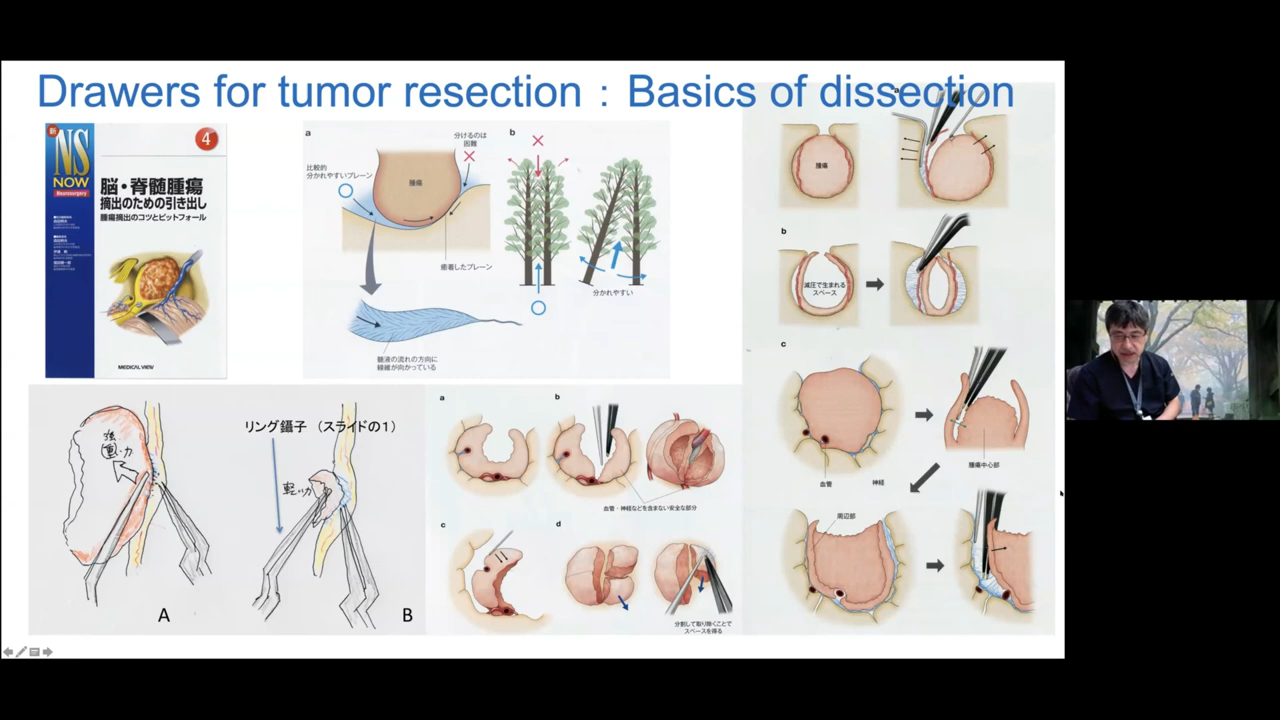 Drawers for tumor resection：Basics of dissection
新
NS
NOW
Neurosurgery
4
脳・脊髄腫瘍
摘出のための引き出し
腫瘍摘出のコツとピットフォール
MEDICAL VIEW
a
比較的
分かれやすいプレーン
腫瘍
分けるのは
困難
癒着したプレーン
髄液の流れの方向に
線維が向かっている
b
分かれやすい
a
腫瘍
b
減圧で生まれる
スペース
c
血管
神経
腫瘍中心部
周辺部
A
リング鑷子 （スライドの1）
B
a
b
血管・神経などを含まない安全な部分
c
d
分割して取り除くことで
スペースを得る